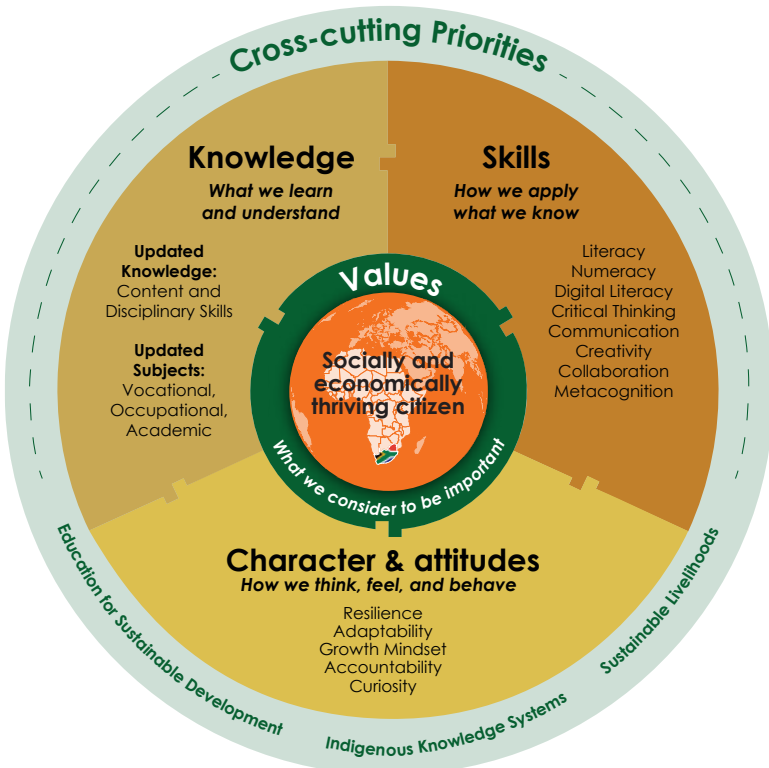 Cross-cutting Priorities
Knowledge
What we learn
and understand
Updated
Knowledge:
Content and
Disciplinary Skills
Updated
Subjects:
Vocational,
Occupational,
Academic
Skills
How we apply
what we know
Literacy
Numeracy
Digital Literacy
Critical Thinking
Communication
Creativity
Collaboration
Metacognition
Values
Socially and
economically
thriving citizen
What we consider to be important
Character & attitudes
How we think, feel, and behave
Resilience
Adaptability
Growth Mindset
Accountability
Curiosity
Education for Sustainable Development
Indigenous Knowledge Systems
Sustainable Livelihoods